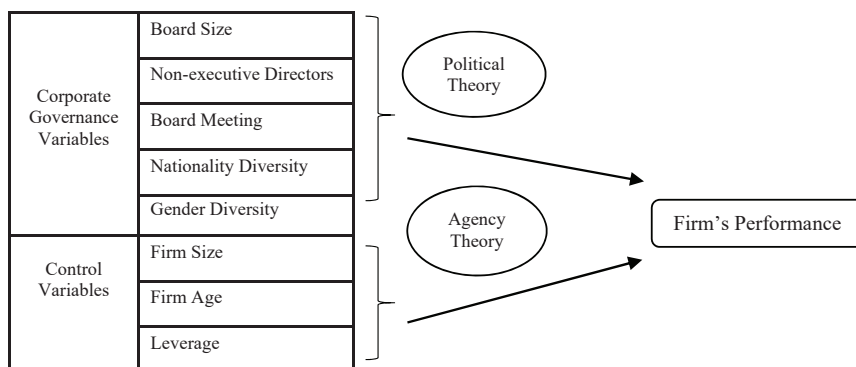 Corporate
Governance
Variables
Board Size
Non-executive Directors
Board Meeting
Nationality Diversity
Gender Diversity
Control
Variables
Firm Size
Firm Age
Leverage
Political
Theory
Agency
Theory
Firm's Performance